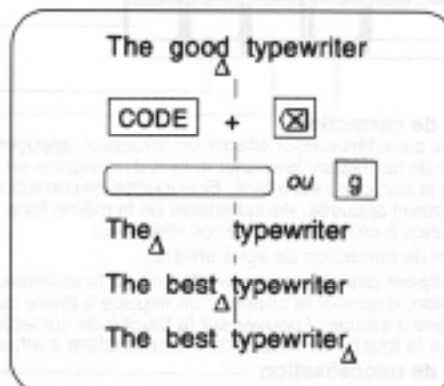 The good typewriter
CODE + ⌫
ou g
The typewriter
The best typewriter
The best typewriter